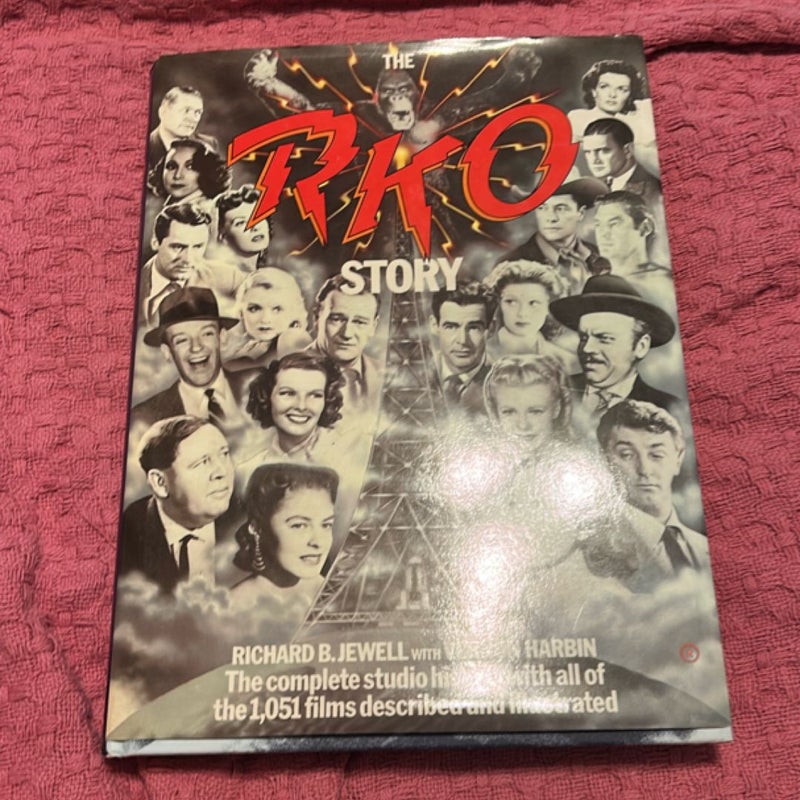 THE
RKO
STORY
RICHARD B. JEWELL WITH HARBIN
The complete studio with all of
the 1,051 films described and illustrated